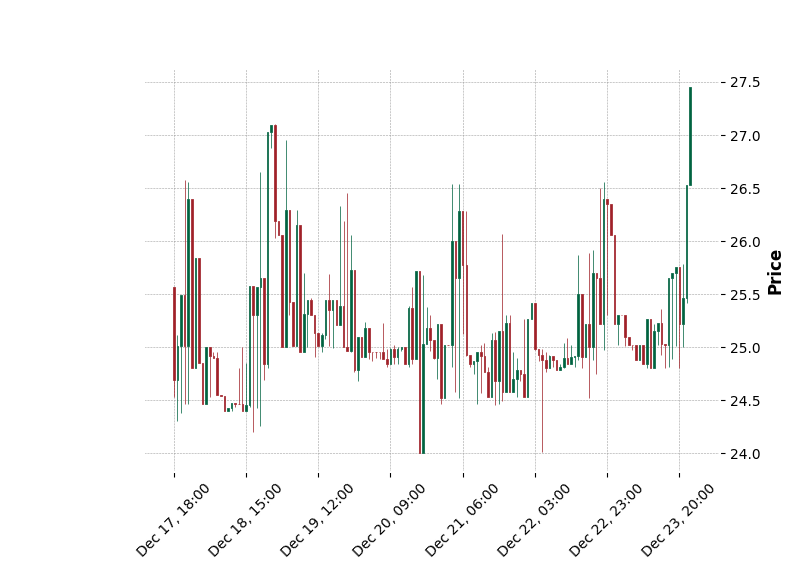 27.5
27.0
26.5
26.0
25.5
25.0
24.5
24.0
Price
Dec 17, 18:00
Dec 18, 15:00
Dec 19, 12:00
Dec 20, 09:00
Dec 21, 06:00
Dec 22, 03:00
Dec 22, 23:00
Dec 23, 20:00